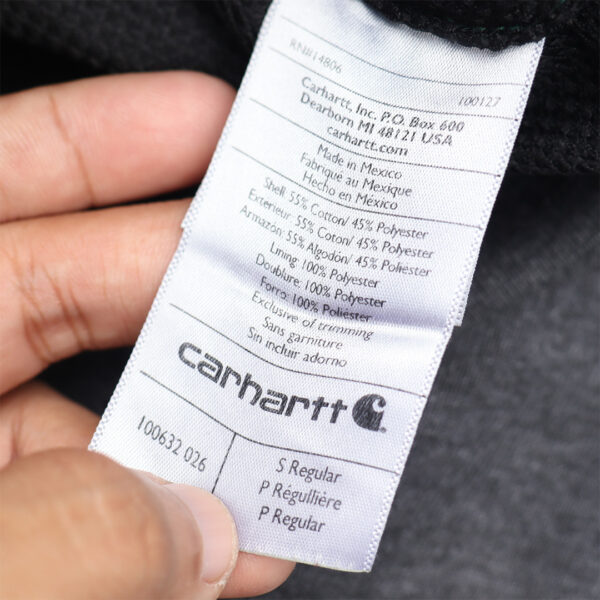 RN# 14806 100127
Carhartt, Inc. P.O. Box 600
Dearborn MI 48121 USA
carhartt.com
Made in Mexico
Fabriqué au Mexique
Hecho en México
Shell: 55% Cotton/ 45% Polyester
Exterieur: 55% Coton/ 45% Polyester
Armazón: 55% Algodón/ 45% Poliester
Lining: 100% Polyester
Doublure: 100% Polyester
Forro: 100% Poliéster
Exclusive of trimming
Sans garniture
Sin incluir adorno
carhartt
100632 026
S Regular
P Régullière
P Regular